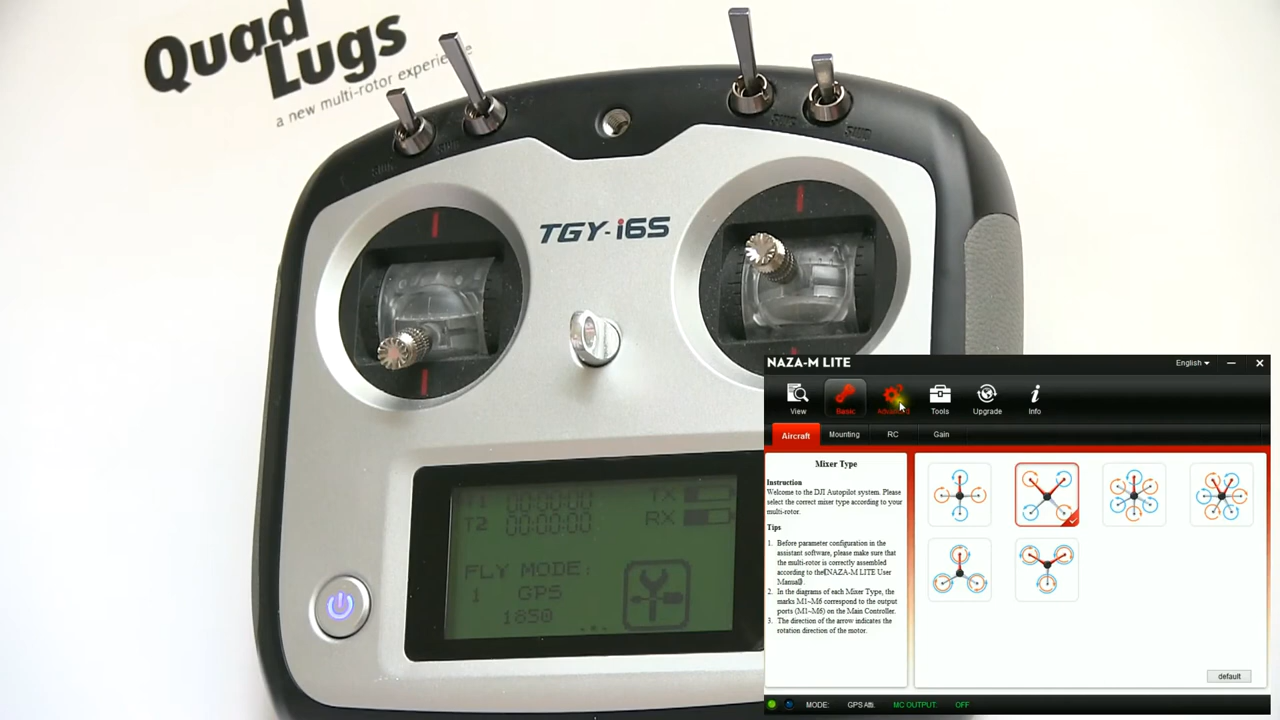 Quad
Lugs
a new multi-rotor experience
TGY-i6S
T1 00:00:00 TX
T2 00:00:00 RX
FLY MODE:
1 GPS
1850
NAZA-M LITE English
View Basic Advanced Tools Upgrade Info
Aircraft Mounting RC Gain
Mixer Type
Instruction
Welcome to the DJI Autopilot system. Please
select the correct mixer type according to your
multi-rotor.
Tips
1. Before parameter configuration in the
assistant software, please make sure that
the multi-rotor is correctly assembled
according to the[NAZA-M LITE User
Manual].
2. In the diagrams of each Mixer Type, the
marks M1~M6 correspond to the output
ports (M1~M6) on the Main Controller.
3. The direction of the arrow indicates the
rotation direction of the motor.
default
MODE: GPS Atti. MC OUTPUT: OFF